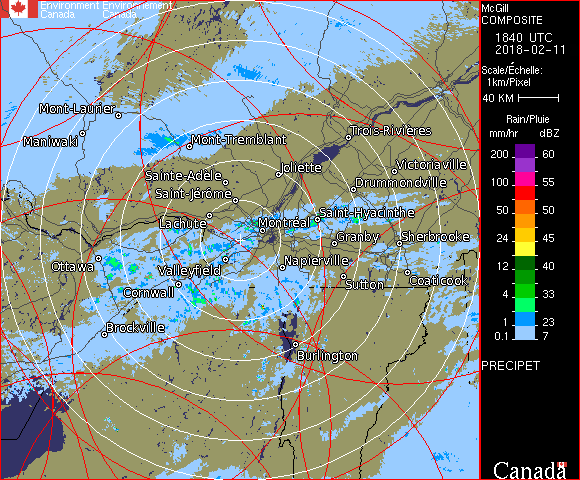 Environment Environnement
Canada Canada
McGill
COMPOSITE
1840 UTC
2018-02-11
Scale/Échelle:
1km/Pixel
40 KM
Rain/Pluie
mm/hr dBZ
200 60
100 55
50 50
24 45
12 40
4 33
1 23
0.1 7
PRECIPET
Canada
Mont-Laurier
Maniwaki
Mont-Tremblant
Trois-Rivières
Sainte-Adèle
Joliette
Victoriaville
Saint-Jérôme
Drummondville
Lachute
Saint-Hyacinthe
Montréal
Granby
Sherbrooke
Ottawa
Valleyfield
Napierville
Cornwall
Sutton
Coaticook
Brockville
Burlington